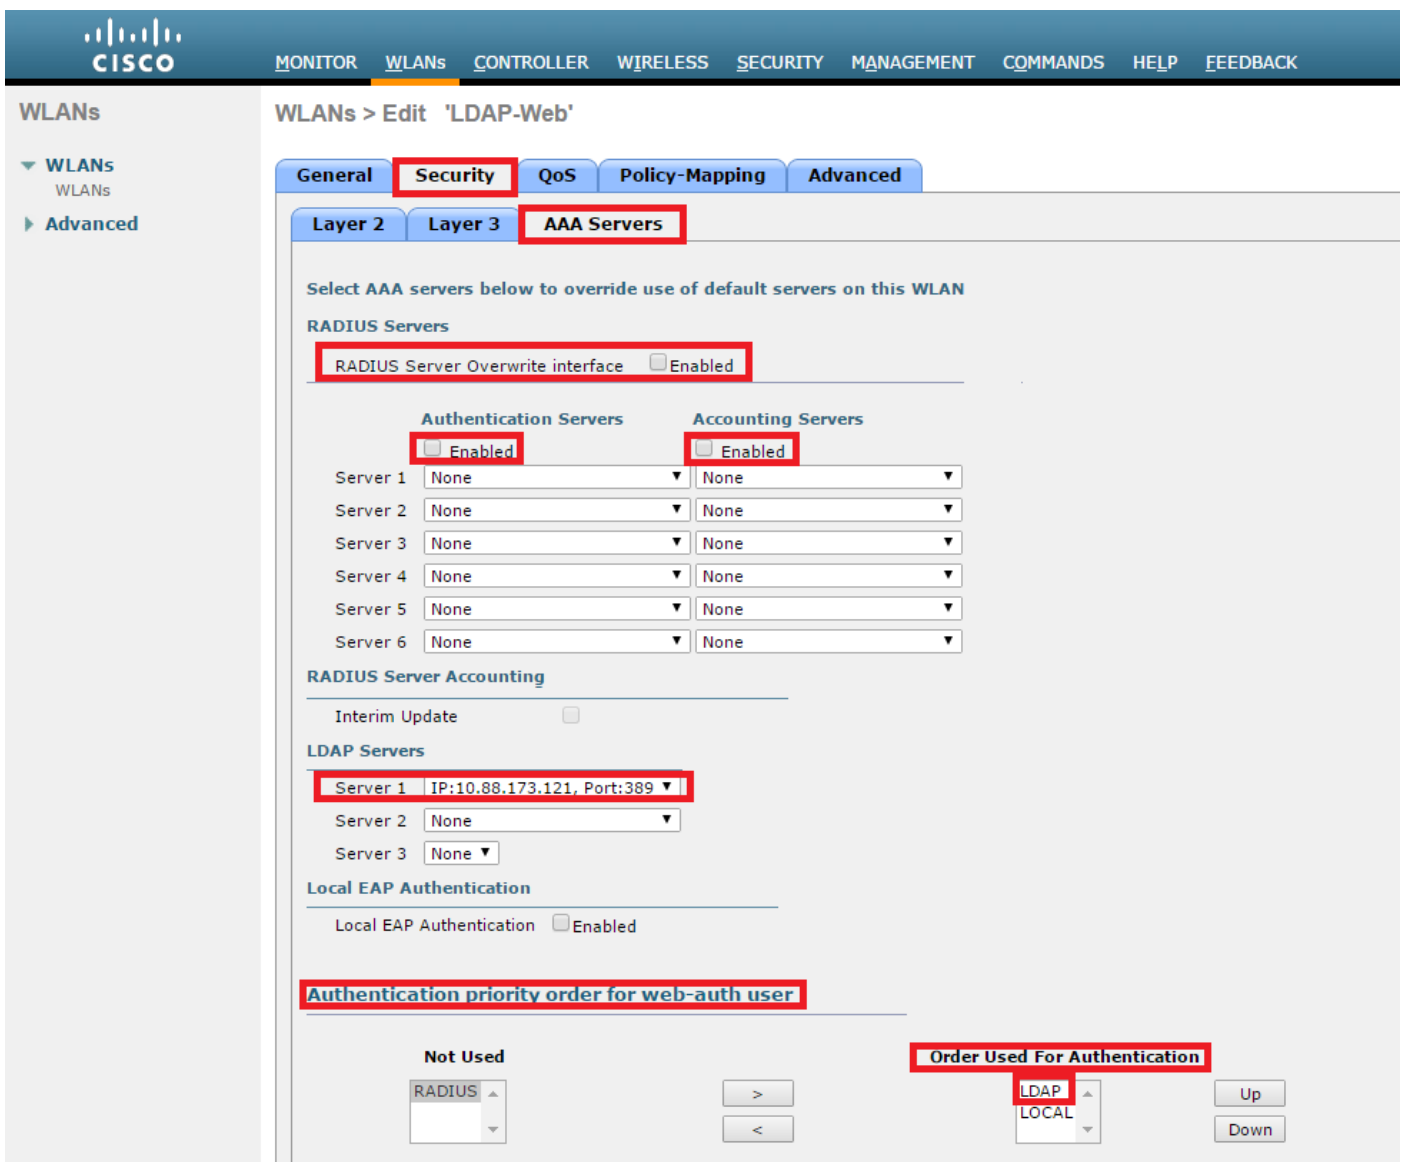 CISCO
MONITOR WLANs CONTROLLER WIRELESS SECURITY MANAGEMENT COMMANDS HELP FEEDBACK
WLANs
WLANs > Edit 'LDAP-Web'
WLANs
WLANs
Advanced
General Security QoS Policy-Mapping Advanced
Layer 2 Layer 3 AAA Servers
Select AAA servers below to override use of default servers on this WLAN
RADIUS Servers
RADIUS Server Overwrite interface Enabled
Authentication Servers Accounting Servers
Enabled Enabled
Server 1 None None
Server 2 None None
Server 3 None None
Server 4 None None
Server 5 None None
Server 6 None None
RADIUS Server Accounting
Interim Update
LDAP Servers
Server 1 IP:10.88.173.121, Port:389
Server 2 None
Server 3 None
Local EAP Authentication
Local EAP Authentication Enabled
Authentication priority order for web-auth user
Not Used Order Used For Authentication
RADIUS > LDAP Up
LOCAL
< Down